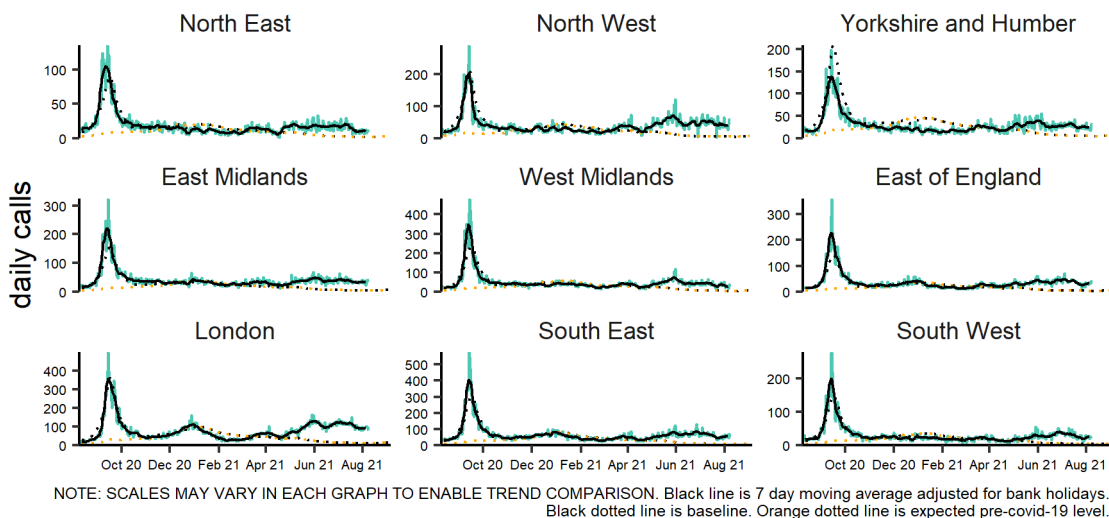 North East
North West
Yorkshire and Humber
100
50
0
200
100
0
200
150
100
50
0
daily calls
East Midlands
West Midlands
East of England
300
200
100
0
400
300
200
100
0
300
200
100
0
London
South East
South West
400
300
200
100
0
500
400
300
200
100
0
200
100
0
Oct 20 Dec 20 Feb 21 Apr 21 Jun 21 Aug 21
Oct 20 Dec 20 Feb 21 Apr 21 Jun 21 Aug 21
Oct 20 Dec 20 Feb 21 Apr 21 Jun 21 Aug 21
NOTE: SCALES MAY VARY IN EACH GRAPH TO ENABLE TREND COMPARISON. Black line is 7 day moving average adjusted for bank holidays.
Black dotted line is baseline. Orange dotted line is expected pre-covid-19 level.